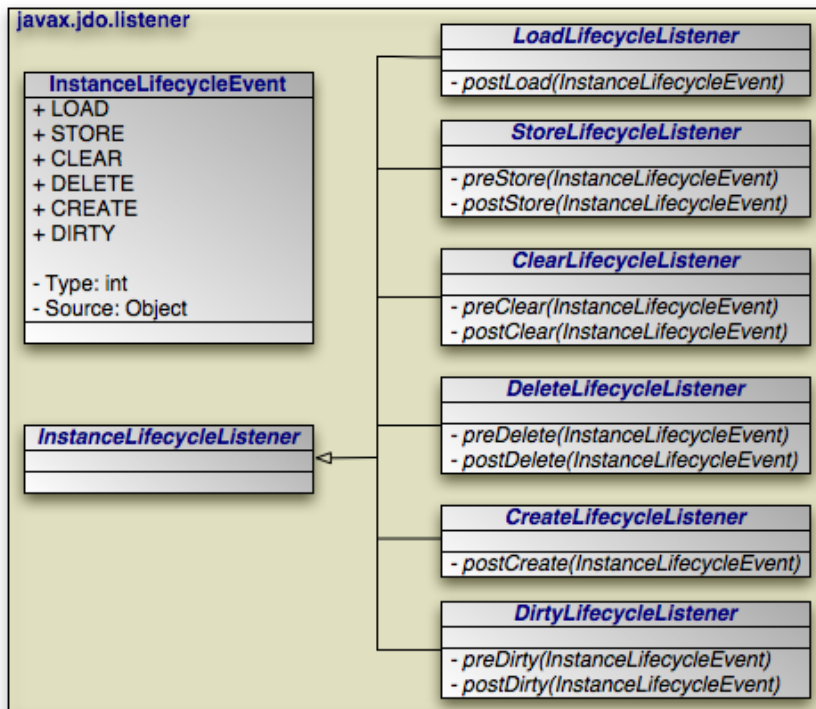 javax.jdo.listener
InstanceLifecycleEvent
+ LOAD
+ STORE
+ CLEAR
+ DELETE
+ CREATE
+ DIRTY
- Type: int
- Source: Object
InstanceLifecycleListener
LoadLifecycleListener
- postLoad(InstanceLifecycleEvent)
StoreLifecycleListener
- preStore(InstanceLifecycleEvent)
- postStore(InstanceLifecycleEvent)
ClearLifecycleListener
- preClear(InstanceLifecycleEvent)
- postClear(InstanceLifecycleEvent)
DeleteLifecycleListener
- preDelete(InstanceLifecycleEvent)
- postDelete(InstanceLifecycleEvent)
CreateLifecycleListener
- postCreate(InstanceLifecycleEvent)
DirtyLifecycleListener
- preDirty(InstanceLifecycleEvent)
- postDirty(InstanceLifecycleEvent)